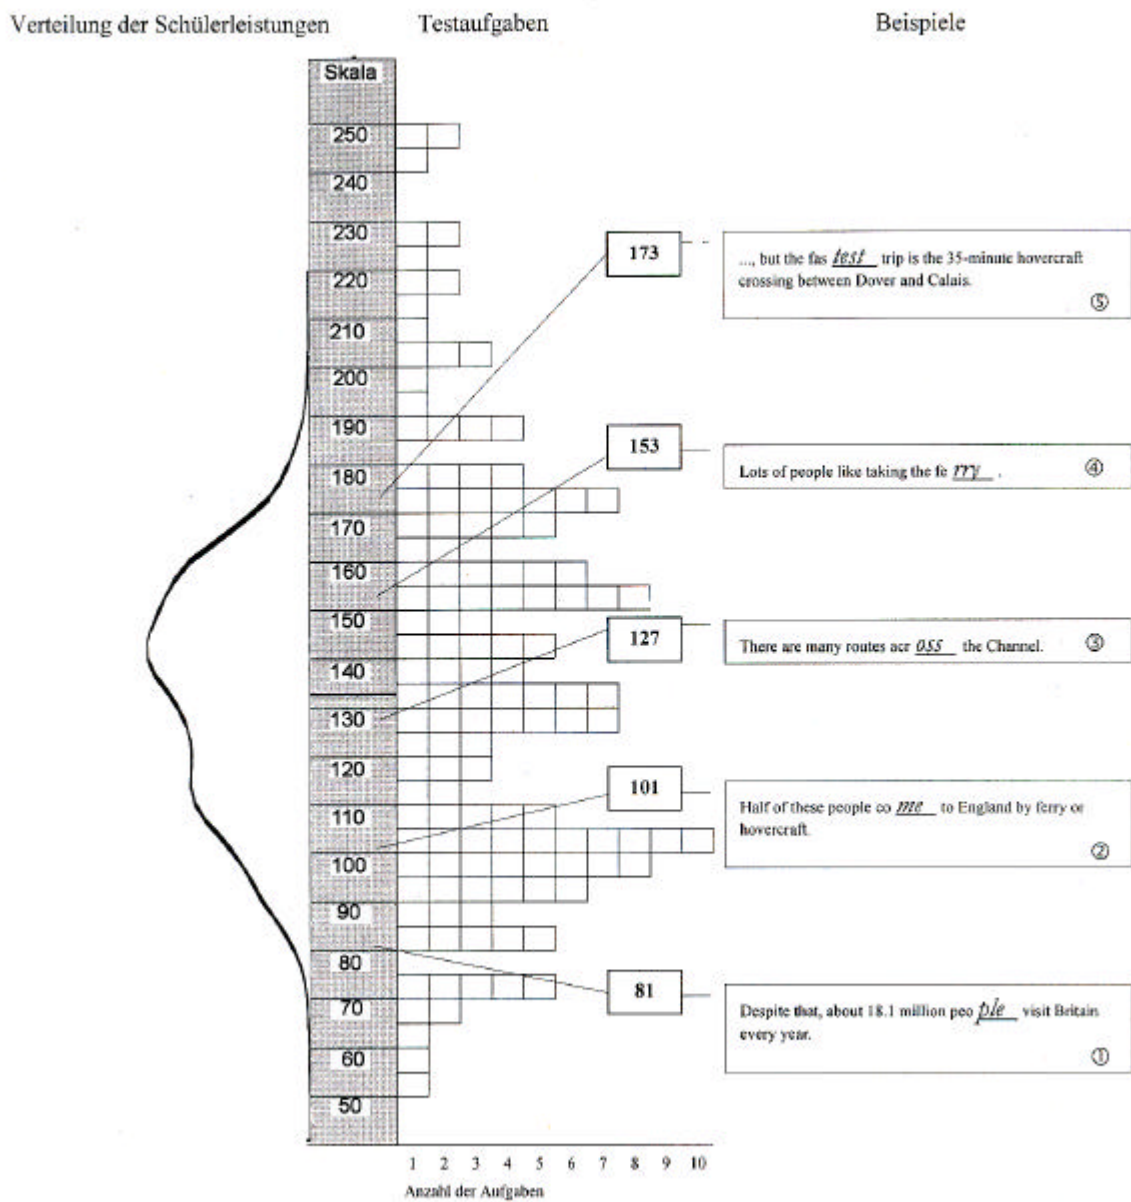 Verteilung der Schülerleistungen
Testaufgaben
Beispiele
Skala
250
240
230
220
210
200
190
180
170
160
150
140
130
120
110
100
90
80
70
60
50
173
..., but the fas test trip is the 35-minute hovercraft
crossing between Dover and Calais.
⑤
153
Lots of people like taking the fe rry .
④
127
There are many routes acr oss the Channel.
③
101
Half of these people co me to England by ferry or
hovercraft.
②
81
Despite that, about 18.1 million peo ple visit Britain
every year.
①
1 2 3 4 5 6 7 8 9 10
Anzahl der Aufgaben